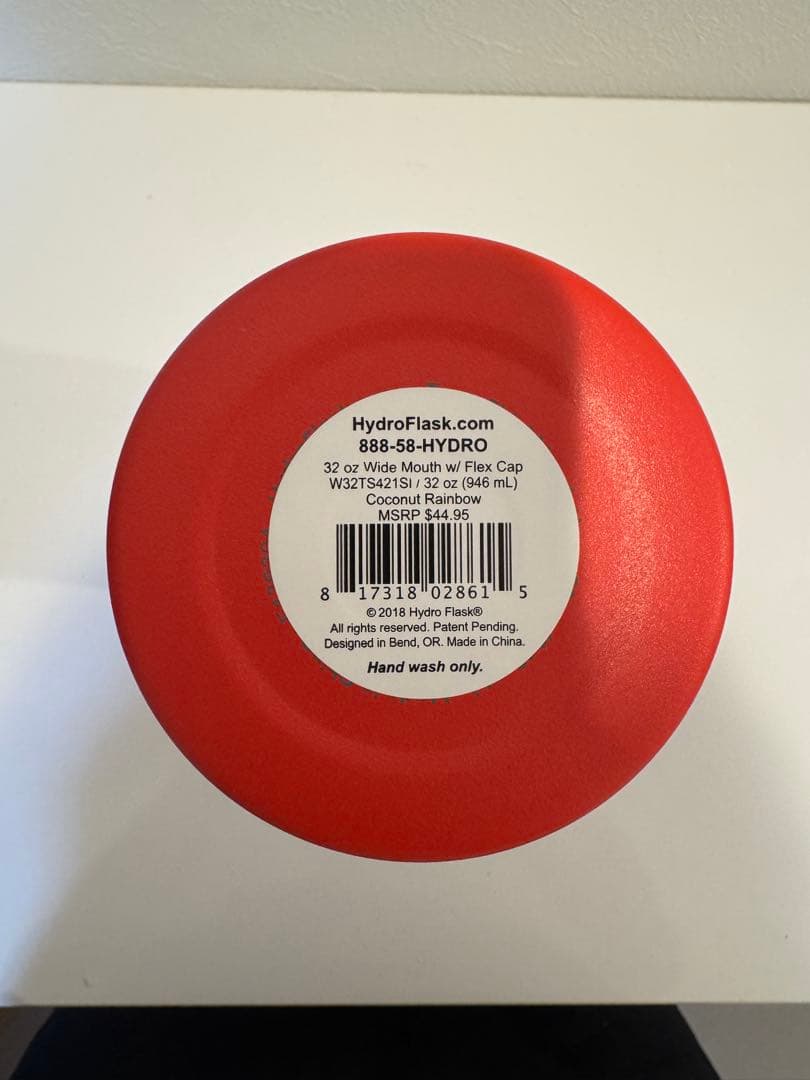 HydroFlask.com
888-58-HYDRO
32 oz Wide Mouth w/ Flex Cap
W32TS421SI / 32 oz (946 mL)
Coconut Rainbow
MSRP $44.95
8 17318 02861 5
© 2018 Hydro Flask®
All rights reserved. Patent Pending.
Designed in Bend, OR. Made in China.
Hand wash only.